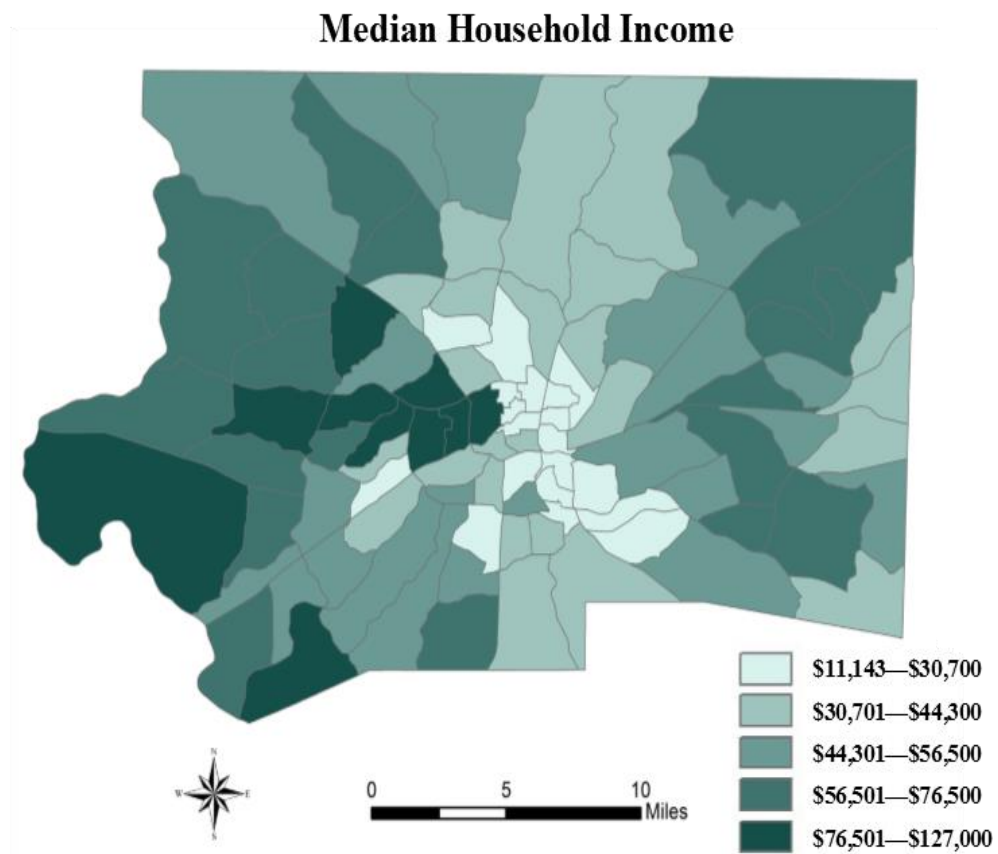 Median Household Income
$11,143—$30,700
$30,701—$44,300
$44,301—$56,500
$56,501—$76,500
$76,501—$127,000
N
W E
S
0 5 10
Miles